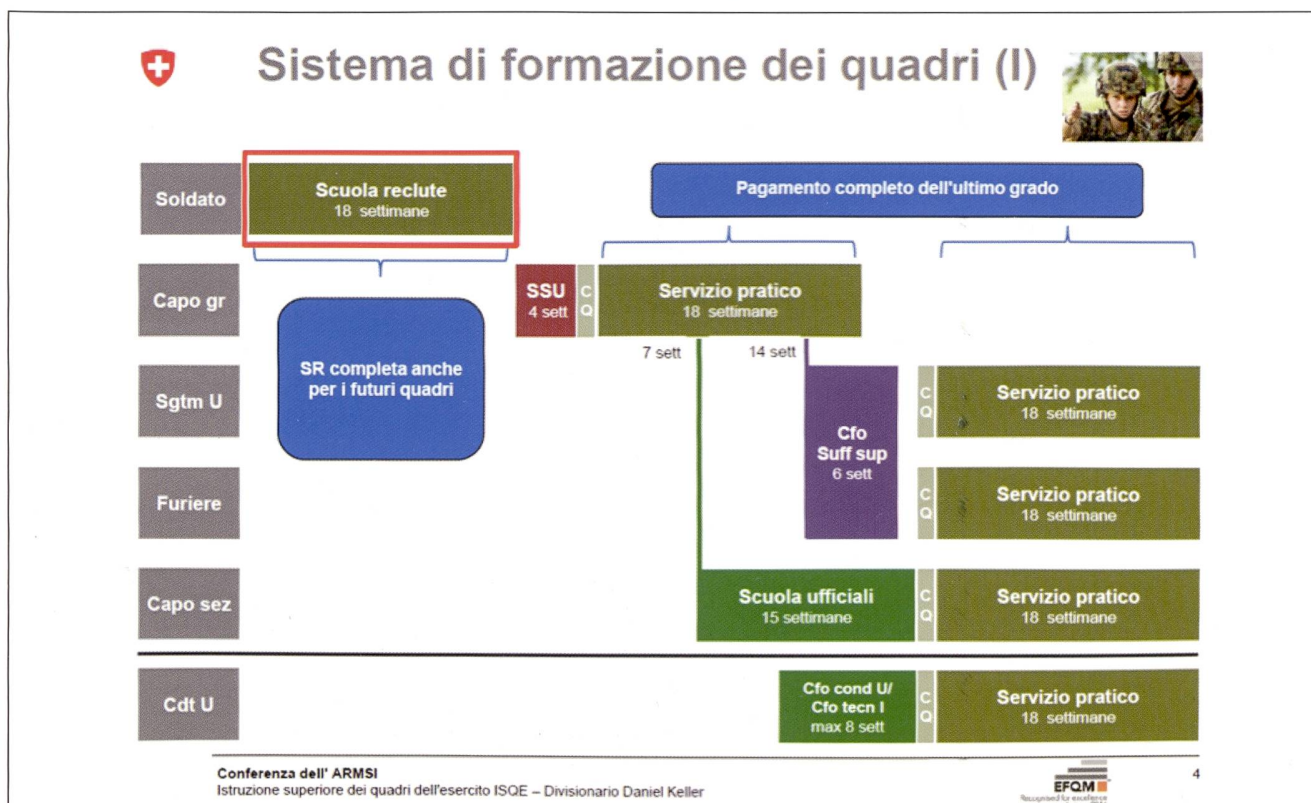 Sistema di formazione dei quadri (I)
Soldato
Scuola reclute
18 settimane
Pagamento completo dell'ultimo grado
Capo gr
SSU
4 sett
C
Q
Servizio pratico
18 settimane
7 sett
14 sett
SR completa anche
per i futuri quadri
Sgtm U
Cfo
Suff sup
6 sett
C
Q
Servizio pratico
18 settimane
Furiere
C
Q
Servizio pratico
18 settimane
Capo sez
Scuola ufficiali
15 settimane
C
Q
Servizio pratico
18 settimane
Cdt U
Cfo cond U/
Cfo tecn I
max 8 sett
C
Q
Servizio pratico
18 settimane
Conferenza dell' ARMSI
Istruzione superiore dei quadri dell'esercito ISQE – Divisionario Daniel Keller
EFQM
Recognised for excellence
4